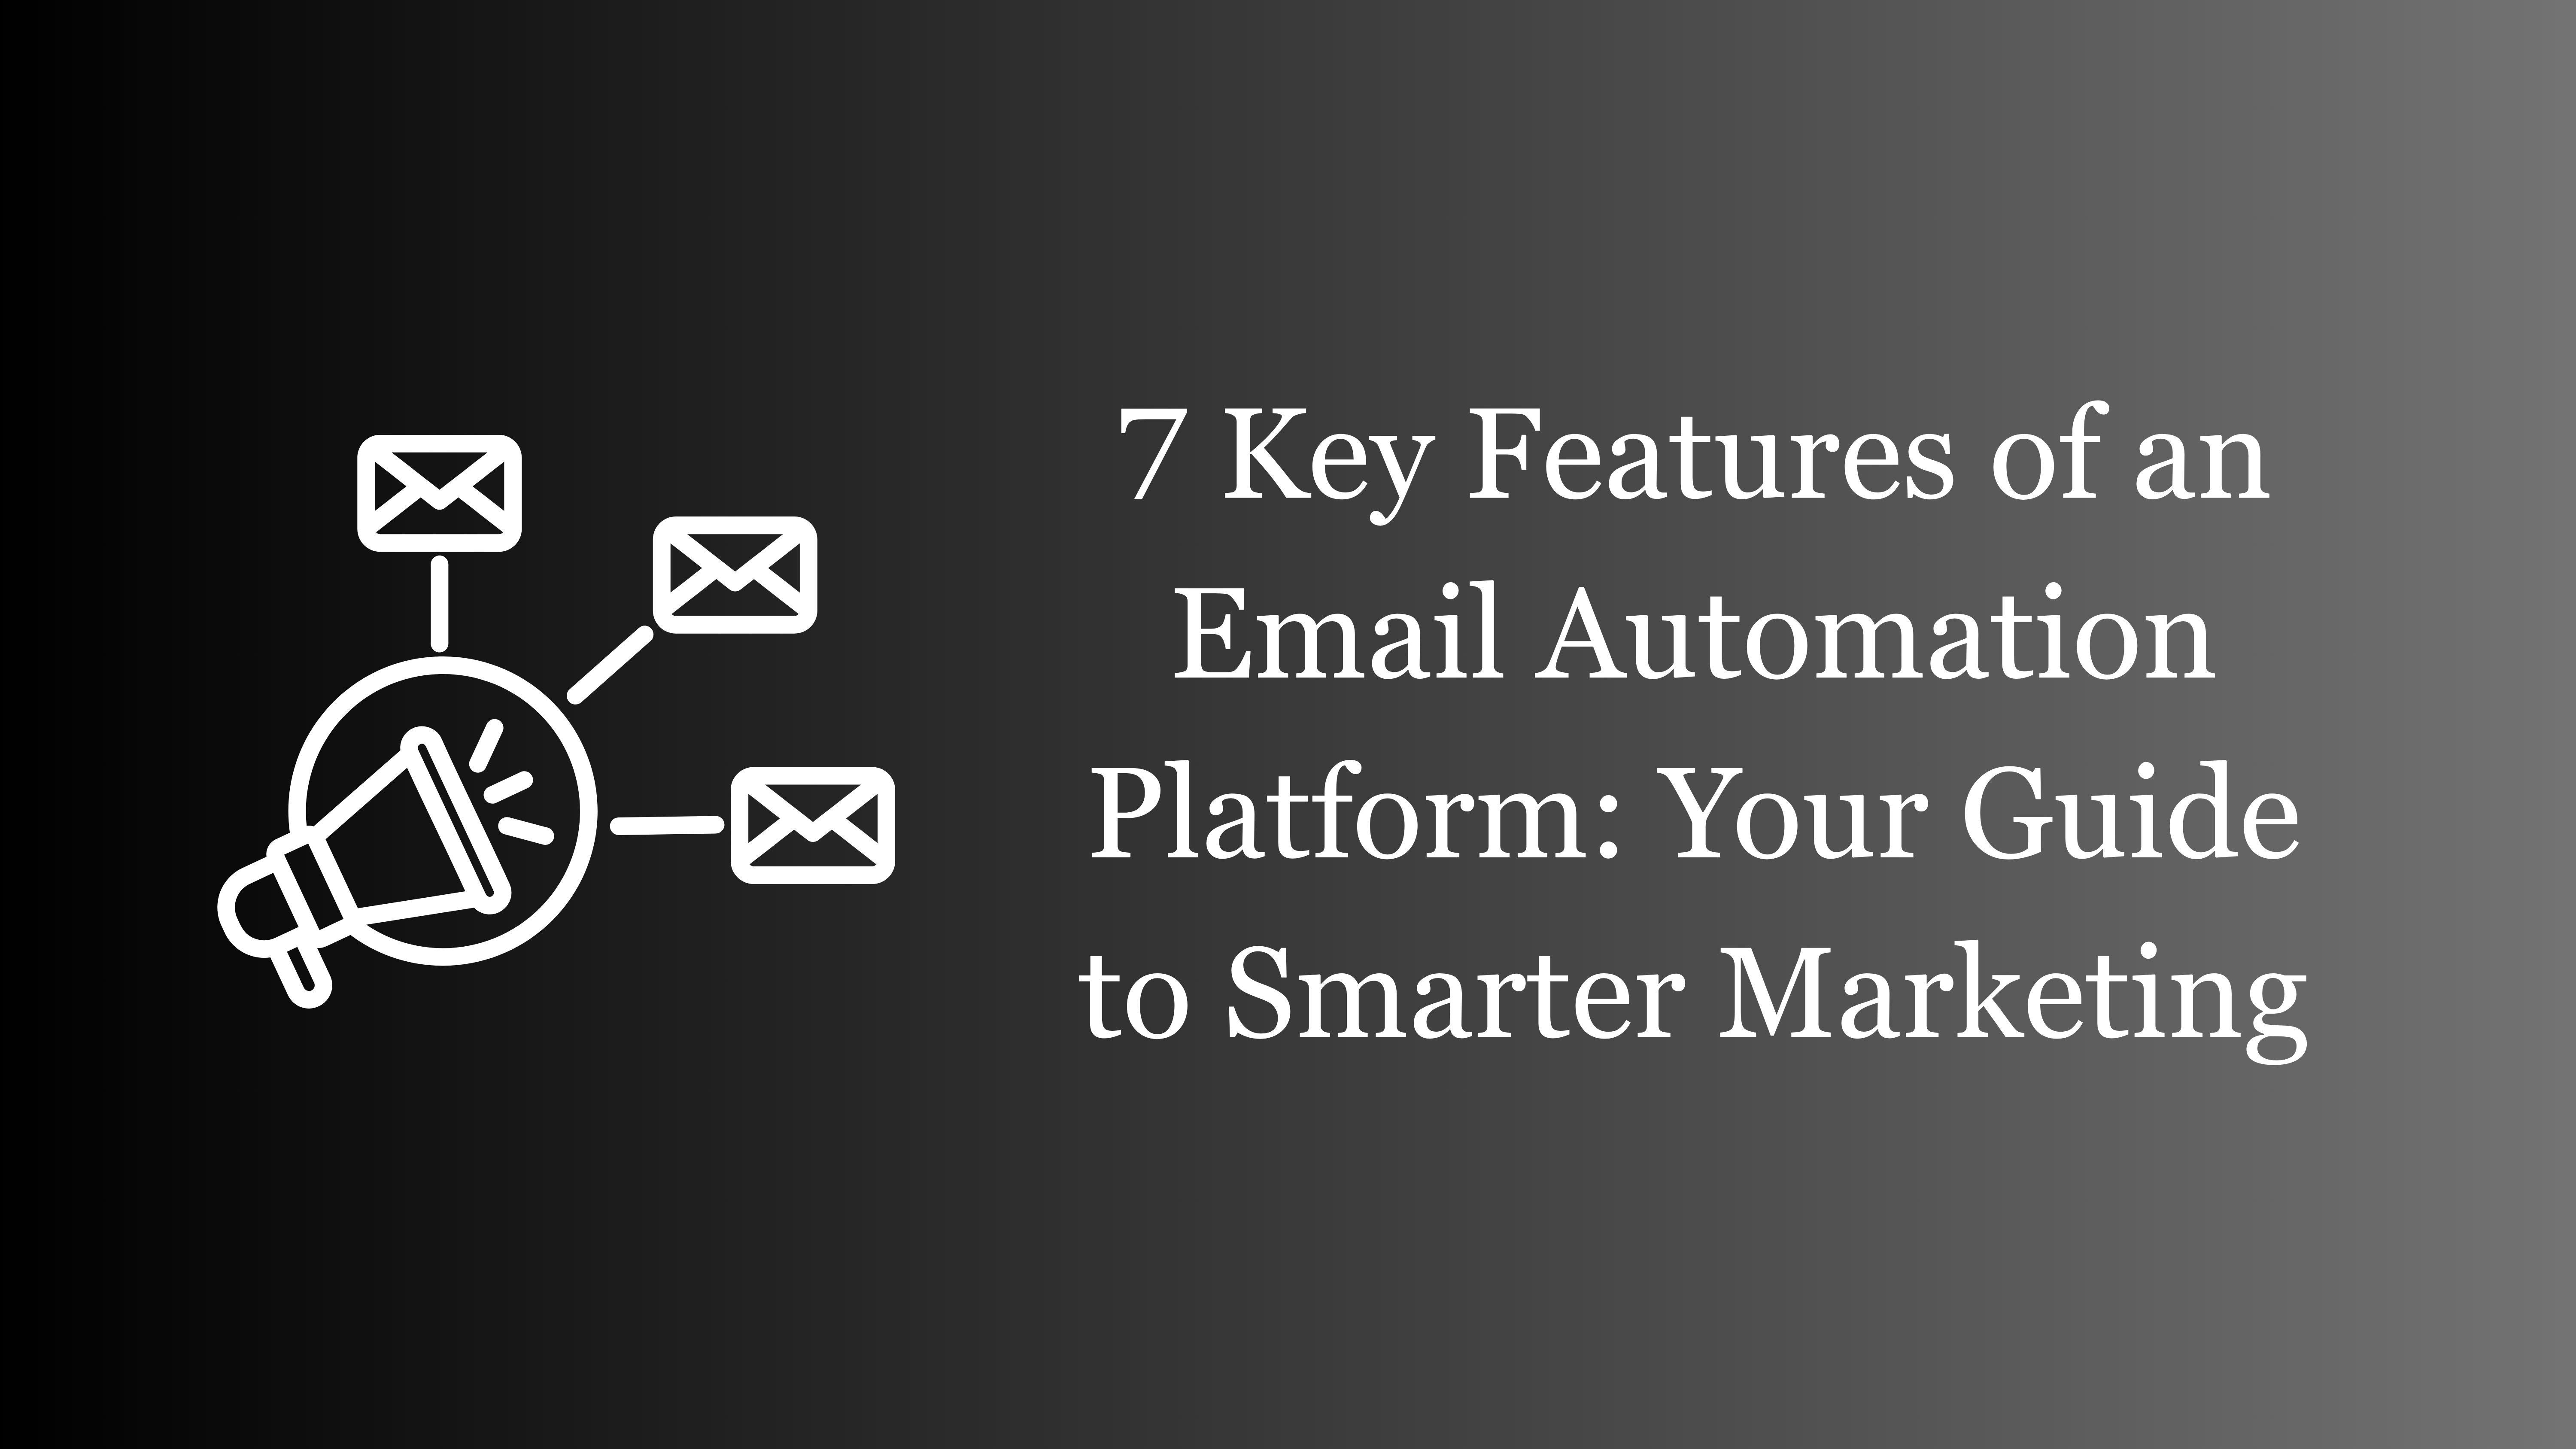 7 Key Features of an
Email Automation
Platform: Your Guide
to Smarter Marketing